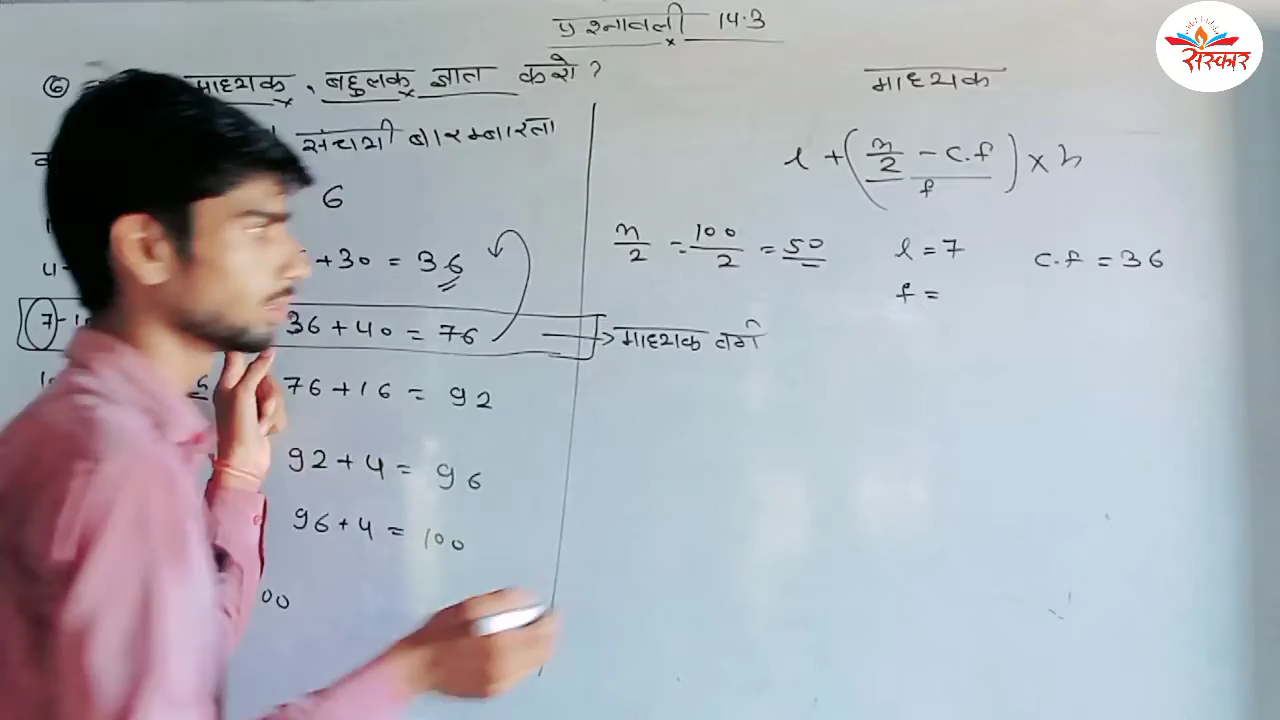 प्रश्नावली 14.3
संस्कार
⑥ माध्यक, बहुलक ज्ञात करो ?
संचयी बारम्बारता
6
+30 = 36
7-10 36 + 40 = 76 → माध्यक वर्ग
76 + 16 = 92
92 + 4 = 96
96 + 4 = 100
00
माध्यक
l + ( n/2 - c.f / f ) × h
n/2 = 100/2 = 50 l = 7 c.f = 36
f =